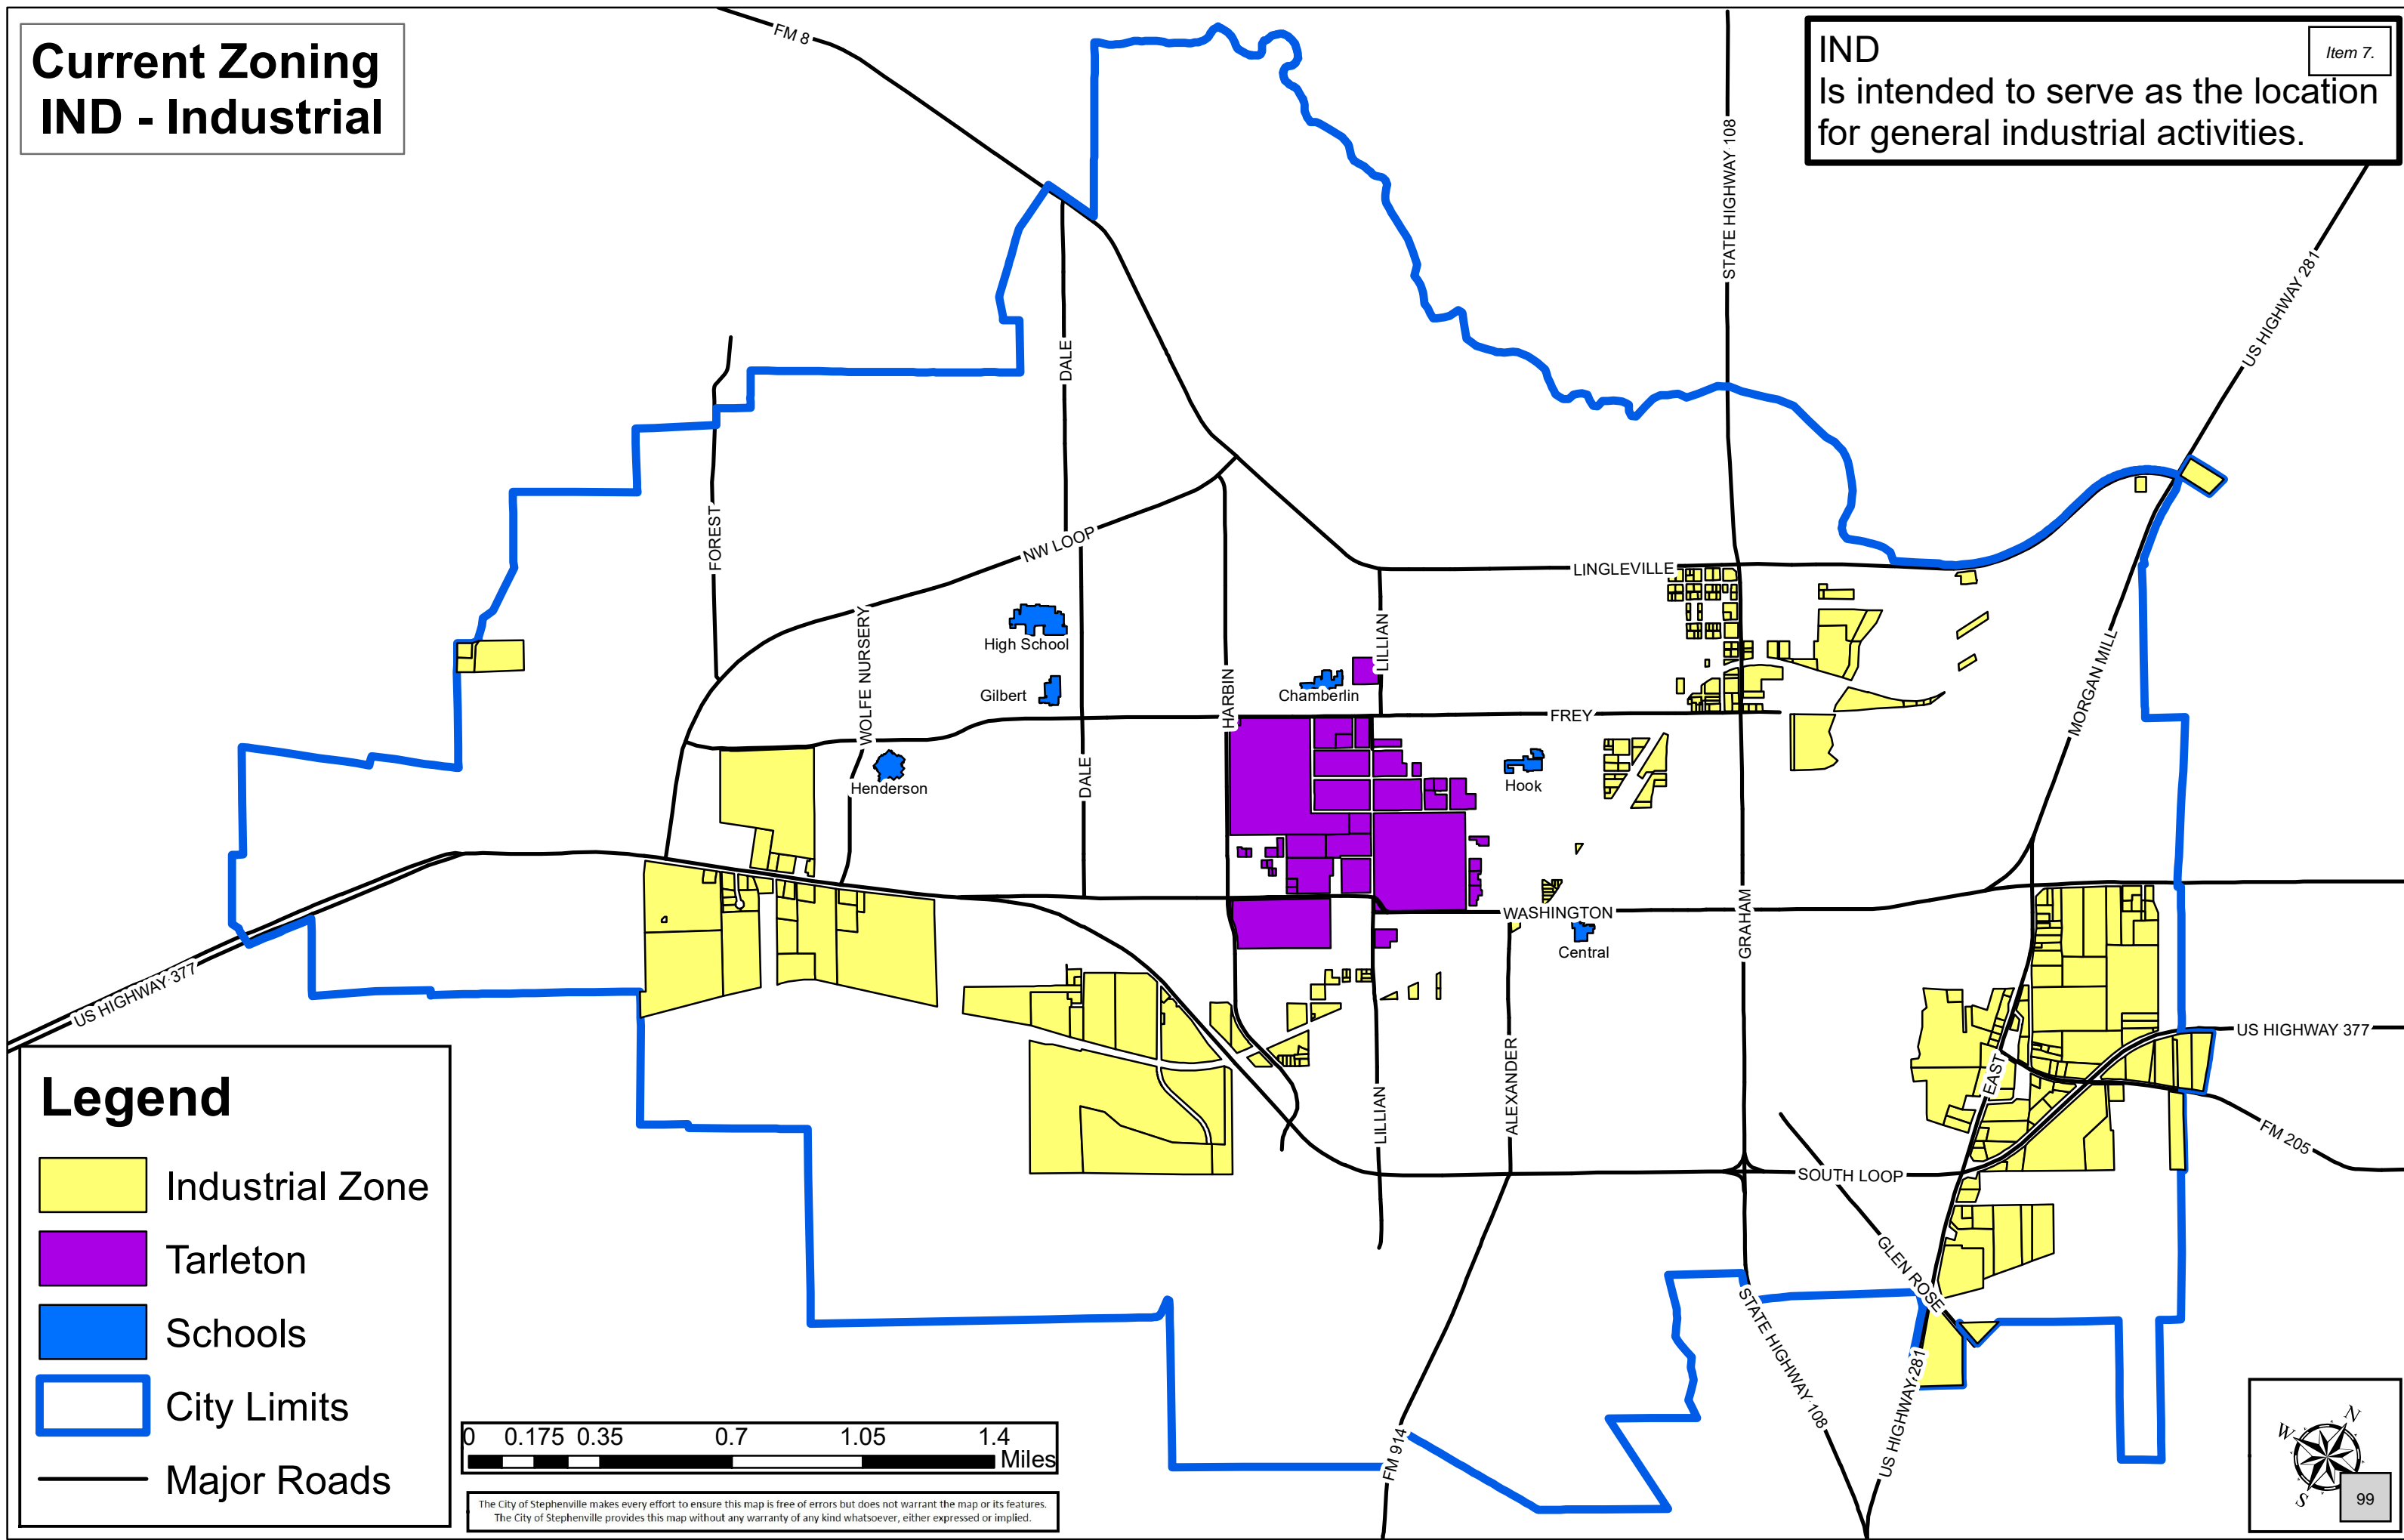 Current Zoning
IND - Industrial
IND
Item 7.
Is intended to serve as the location
for general industrial activities.
FM 8
STATE HIGHWAY 108
US HIGHWAY 281
DALE
FOREST
NW LOOP
LINGLEVILLE
WOLFE NURSERY
High School
LILLIAN
MORGAN MILL
Gilbert
HARBIN
Chamberlin
FREY
Henderson
DALE
Hook
WASHINGTON
GRAHAM
Central
US HIGHWAY 377
US HIGHWAY 377
EAST
LILLIAN
ALEXANDER
FM 205
SOUTH LOOP
GLEN ROSE
STATE HIGHWAY 108
US HIGHWAY 281
FM 914
Legend
Industrial Zone
Tarleton
Schools
City Limits
Major Roads
0 0.175 0.35 0.7 1.05 1.4
Miles
The City of Stephenville makes every effort to ensure this map is free of errors but does not warrant the map or its features.
The City of Stephenville provides this map without any warranty of any kind whatsoever, either expressed or implied.
N
W
S
99